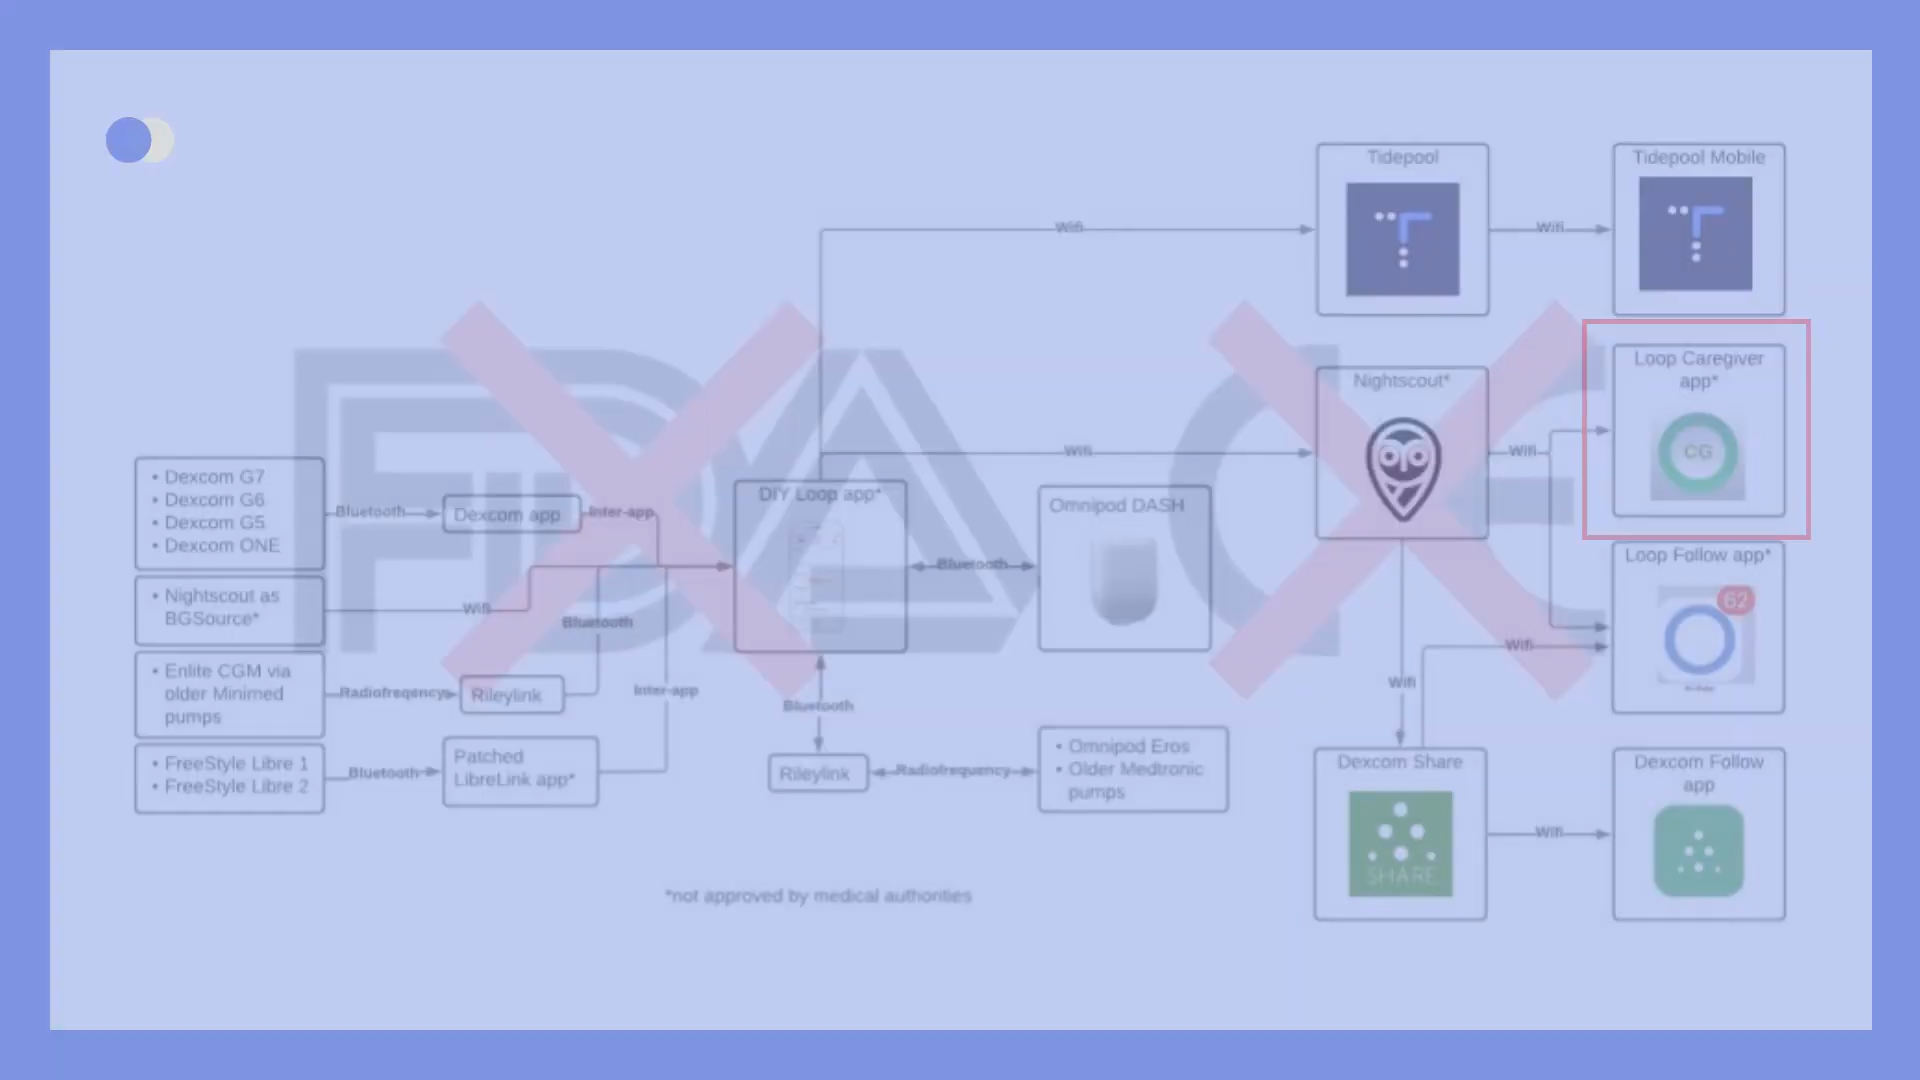 Tidepool
Tidepool Mobile
Wifi
Wifi
FDA
CE
Loop Caregiver
app*
CG
Nightscout*
Wifi
Wifi
• Dexcom G7
• Dexcom G6
• Dexcom G5
• Dexcom ONE
Bluetooth
Dexcom app
Inter-app
DIY Loop app*
Omnipod DASH
Bluetooth
Loop Follow app*
62
• Nightscout as
BGSource*
Wifi
Bluetooth
Wifi
• Enlite CGM via
older Minimed
pumps
Radiofreqencys
Rileylink
Inter-app
Wifi
Bluetooth
• FreeStyle Libre 1
• FreeStyle Libre 2
Bluetooth
Patched
LibreLink app*
Rileylink
Radiofrequency
• Omnipod Eros
• Older Medtronic
pumps
Dexcom Share
SHARE
Wifi
Dexcom Follow
app
*not approved by medical authorities